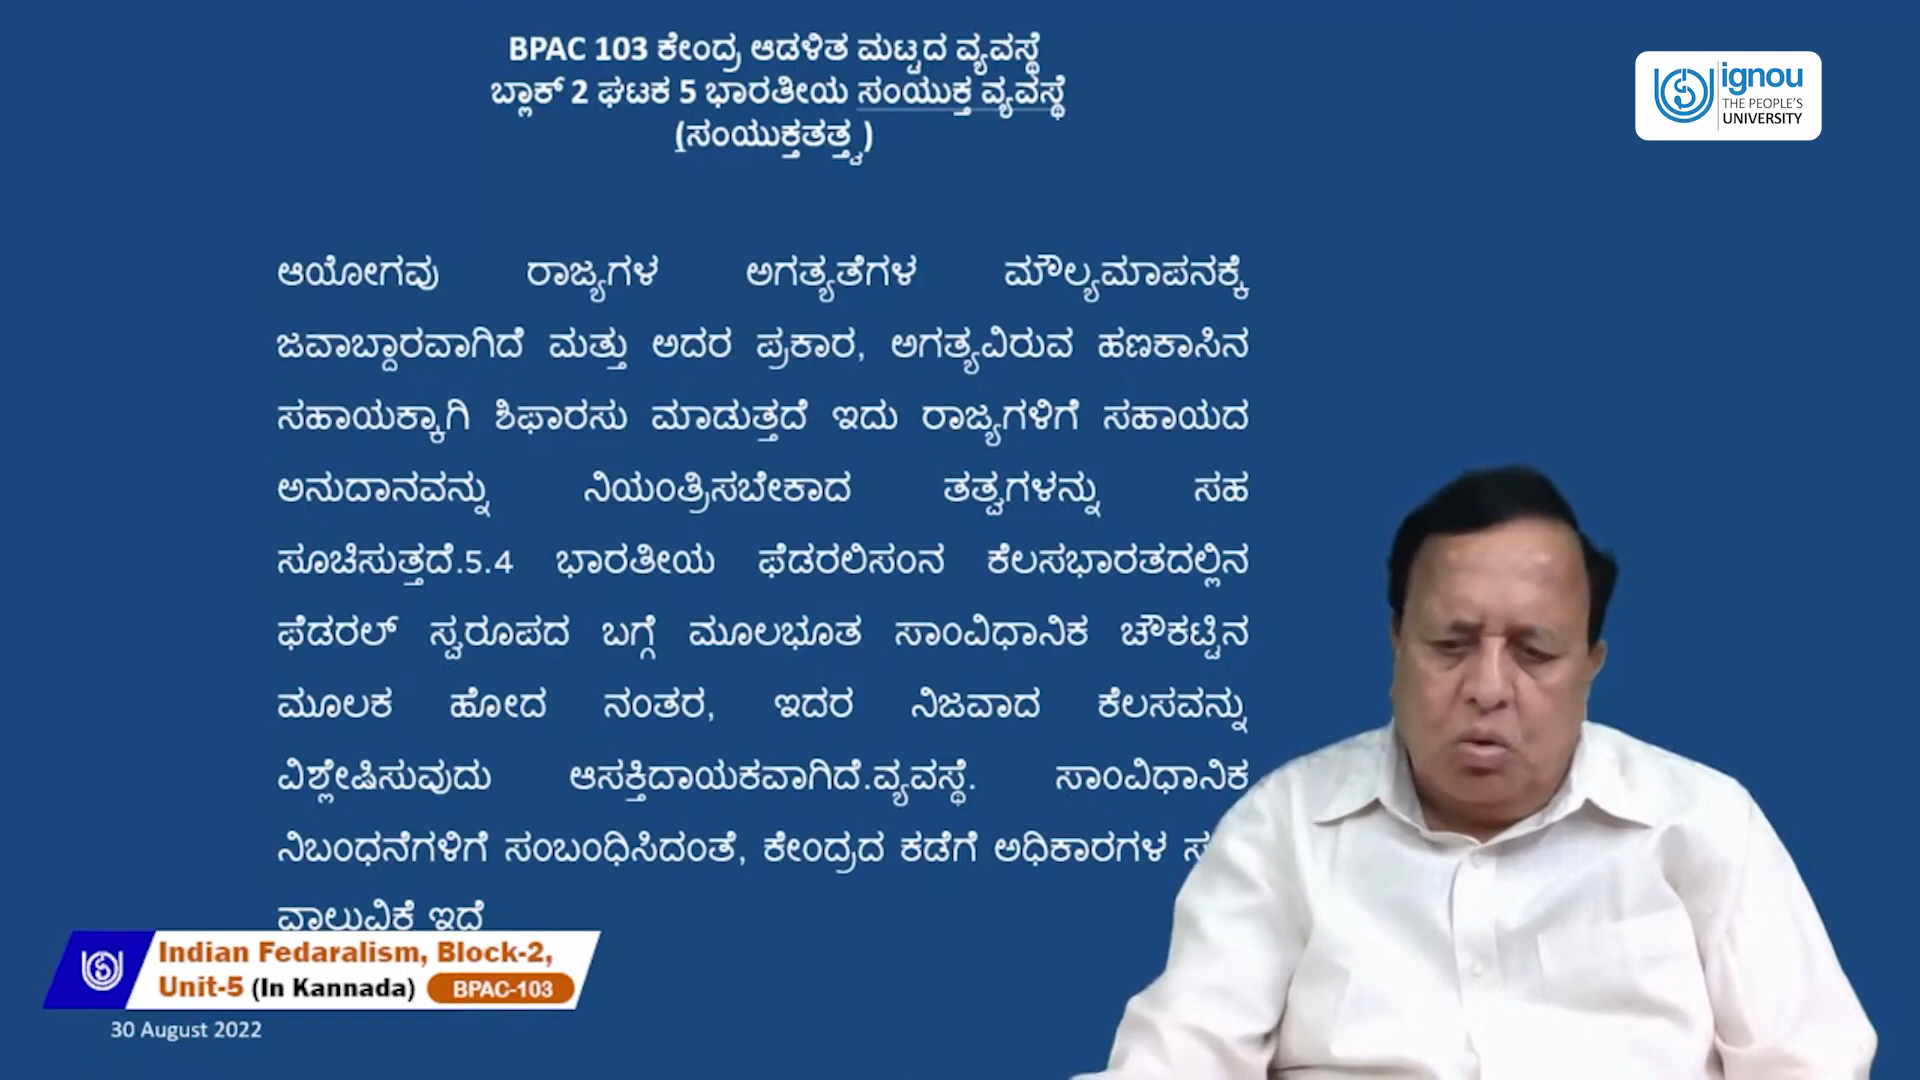 BPAC 103 ಕೇಂದ್ರ ಆಡಳಿತ ಮಟ್ಟದ ವ್ಯವಸ್ಥೆ
ಬ್ಲಾಕ್ 2 ಘಟಕ 5 ಭಾರತೀಯ ಸಂಯುಕ್ತ ವ್ಯವಸ್ಥೆ
(ಸಂಯುಕ್ತತತ್ತ್ವ)
ignou
THE PEOPLE'S
UNIVERSITY
ಆಯೋಗವು ರಾಜ್ಯಗಳ ಅಗತ್ಯತೆಗಳ ಮೌಲ್ಯಮಾಪನಕ್ಕೆ
ಜವಾಬ್ದಾರವಾಗಿದೆ ಮತ್ತು ಅದರ ಪ್ರಕಾರ, ಅಗತ್ಯವಿರುವ ಹಣಕಾಸಿನ
ಸಹಾಯಕ್ಕಾಗಿ ಶಿಫಾರಸು ಮಾಡುತ್ತದೆ ಇದು ರಾಜ್ಯಗಳಿಗೆ ಸಹಾಯದ
ಅನುದಾನವನ್ನು ನಿಯಂತ್ರಿಸಬೇಕಾದ ತತ್ವಗಳನ್ನು ಸಹ
ಸೂಚಿಸುತ್ತದೆ.5.4 ಭಾರತೀಯ ಫೆಡರಲಿಸಂನ ಕೆಲಸಭಾರತದಲ್ಲಿನ
ಫೆಡರಲ್ ಸ್ವರೂಪದ ಬಗ್ಗೆ ಮೂಲಭೂತ ಸಾಂವಿಧಾನಿಕ ಚೌಕಟ್ಟಿನ
ಮೂಲಕ ಹೋದ ನಂತರ, ಇದರ ನಿಜವಾದ ಕೆಲಸವನ್ನು
ವಿಶ್ಲೇಷಿಸುವುದು ಆಸಕ್ತಿದಾಯಕವಾಗಿದೆ.ವ್ಯವಸ್ಥೆ. ಸಾಂವಿಧಾನಿಕ
ನಿಬಂಧನೆಗಳಿಗೆ ಸಂಬಂಧಿಸಿದಂತೆ, ಕೇಂದ್ರದ ಕಡೆಗೆ ಅಧಿಕಾರಗಳ
ವಾಲುವಿಕೆ ಇದೆ
Indian Fedaralism, Block-2,
Unit-5 (In Kannada) BPAC-103
30 August 2022